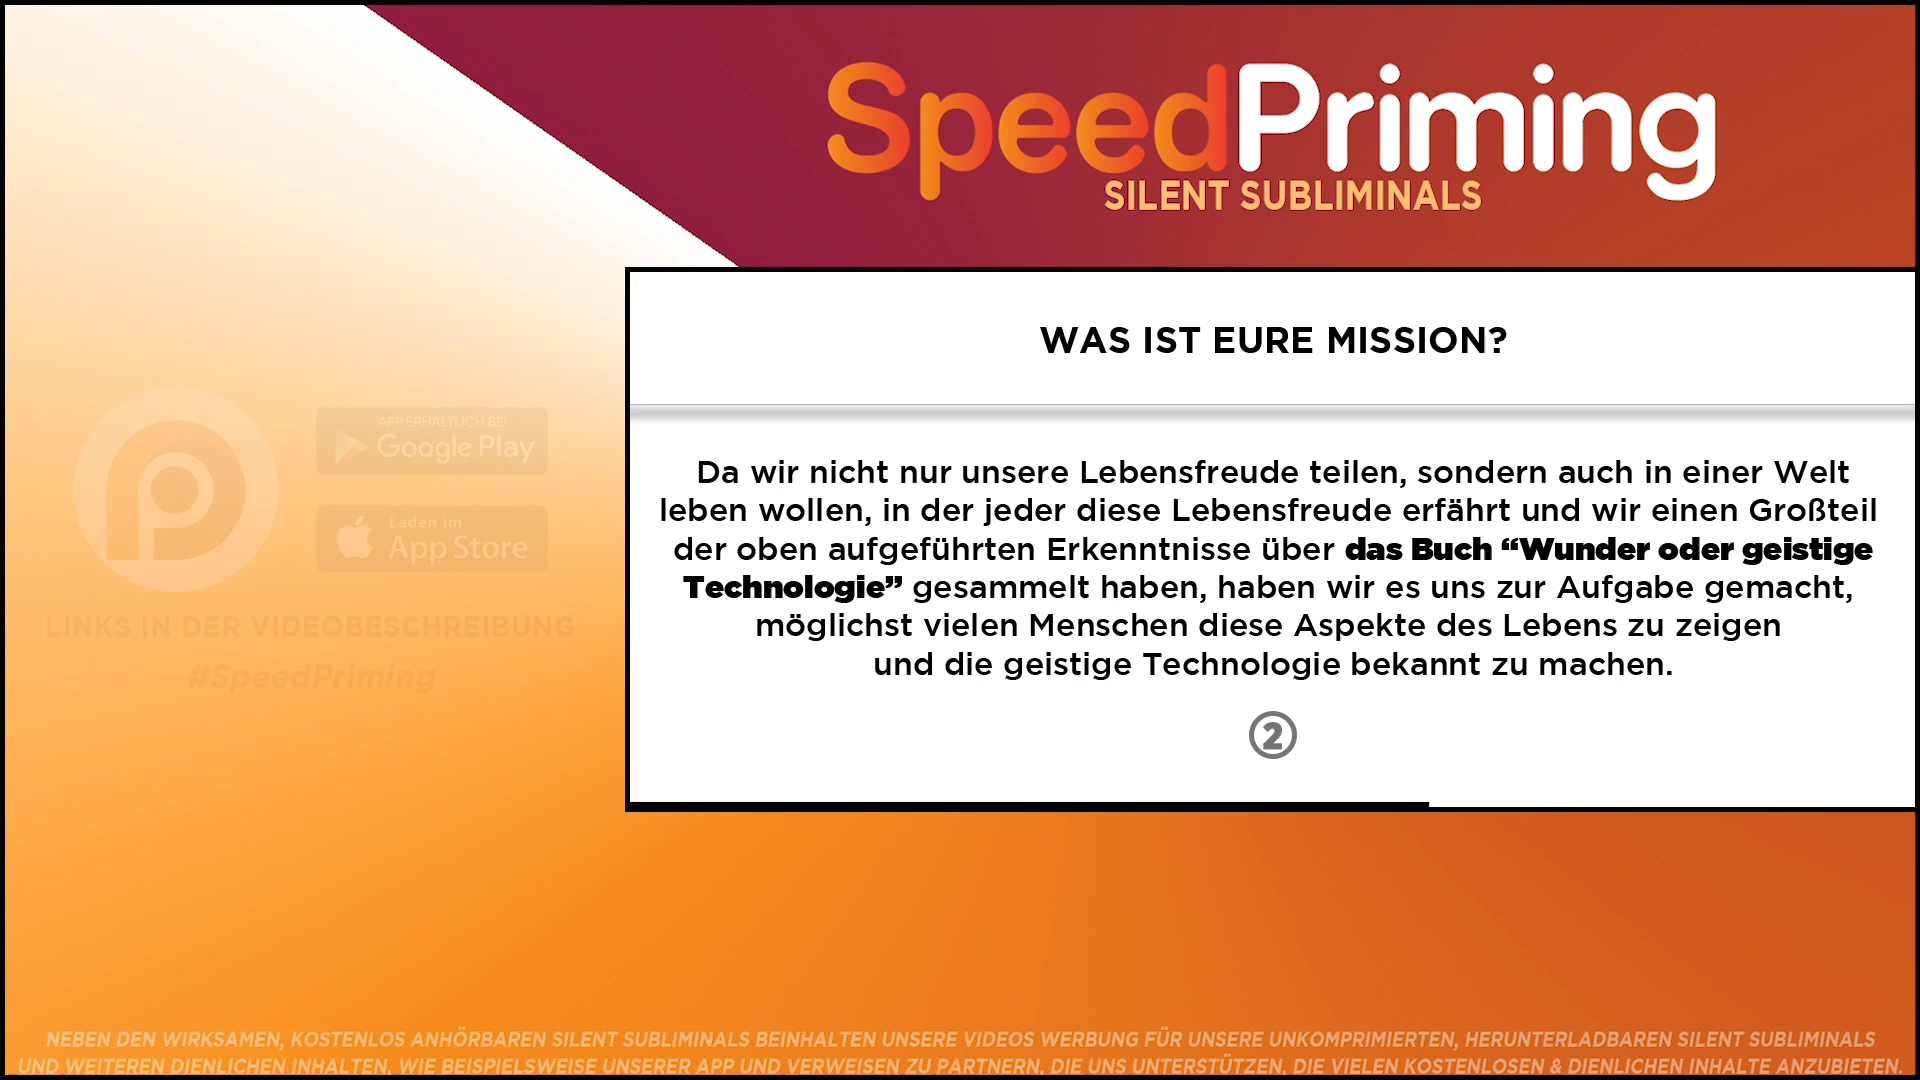 SpeedPriming
SILENT SUBLIMINALS
WAS IST EURE MISSION?
Da wir nicht nur unsere Lebensfreude teilen, sondern auch in einer Welt
leben wollen, in der jeder diese Lebensfreude erfährt und wir einen Großteil
der oben aufgeführten Erkenntnisse über das Buch “Wunder oder geistige
Technologie” gesammelt haben, haben wir es uns zur Aufgabe gemacht,
möglichst vielen Menschen diese Aspekte des Lebens zu zeigen
und die geistige Technologie bekannt zu machen.
2
APP ERHÄLTLICH BEI
Google Play
Laden im
App Store
LINKS IN DER VIDEOBESCHREIBUNG
#SpeedPriming
NEBEN DEN WIRKSAMEN, KOSTENLOS ANHÖRBAREN SILENT SUBLIMINALS BEINHALTEN UNSERE VIDEOS WERBUNG FÜR UNSERE UNKOMPRIMIERTEN, HERUNTERLADBAREN SILENT SUBLIMINALS
UND WEITEREN DIENLICHEN INHALTEN, WIE BEISPIELSWEISE UNSERER APP UND VERWEISEN ZU PARTNERN, DIE UNS UNTERSTÜTZEN, DIE VIELEN KOSTENLOSEN & DIENLICHEN INHALTE ANZUBIETEN.